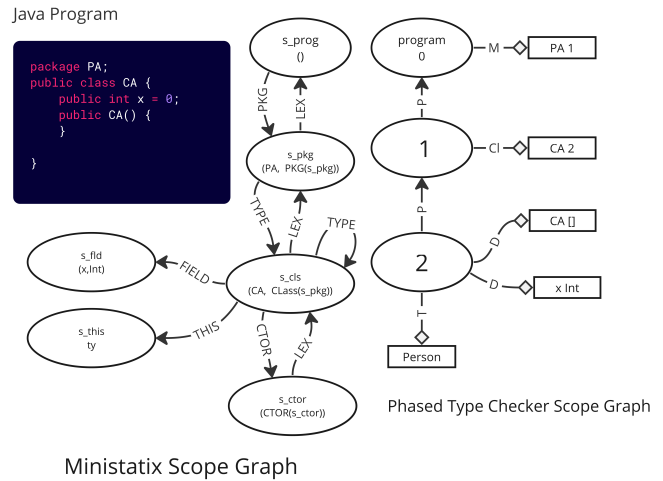 Java Program
package PA;
public class CA {
public int x = 0;
public CA() {
}
}
s_prog
()
PKG
LEX
s_pkg
(PA, PKG(s_pkg))
TYPE
LEX
TYPE
s_fld
(x,Int)
FIELD
s_cls
(CA, CLass(s_pkg))
s_this
ty
THIS
CTOR
LEX
s_ctor
(CTOR(s_ctor))
Ministatix Scope Graph
program
0
M
PA 1
P
1
Cl
CA 2
P
2
D
CA []
D
x Int
T
Person
Phased Type Checker Scope Graph